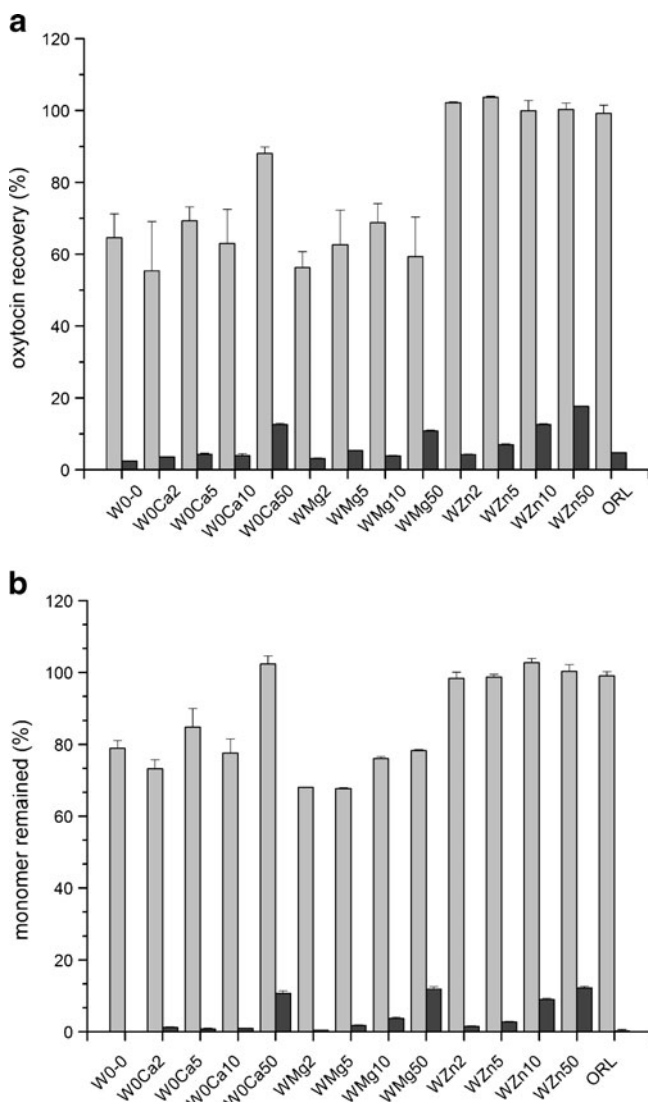 a
oxytocin recovery (%)
120
100
80
60
40
20
0
W0-0
W0Ca2
W0Ca5
W0Ca10
W0Ca50
WMg2
WMg5
WMg10
WMg50
WZn2
WZn5
WZn10
WZn50
ORL
b
monomer remained (%)
120
100
80
60
40
20
0
W0-0
W0Ca2
W0Ca5
W0Ca10
W0Ca50
WMg2
WMg5
WMg10
WMg50
WZn2
WZn5
WZn10
WZn50
ORL